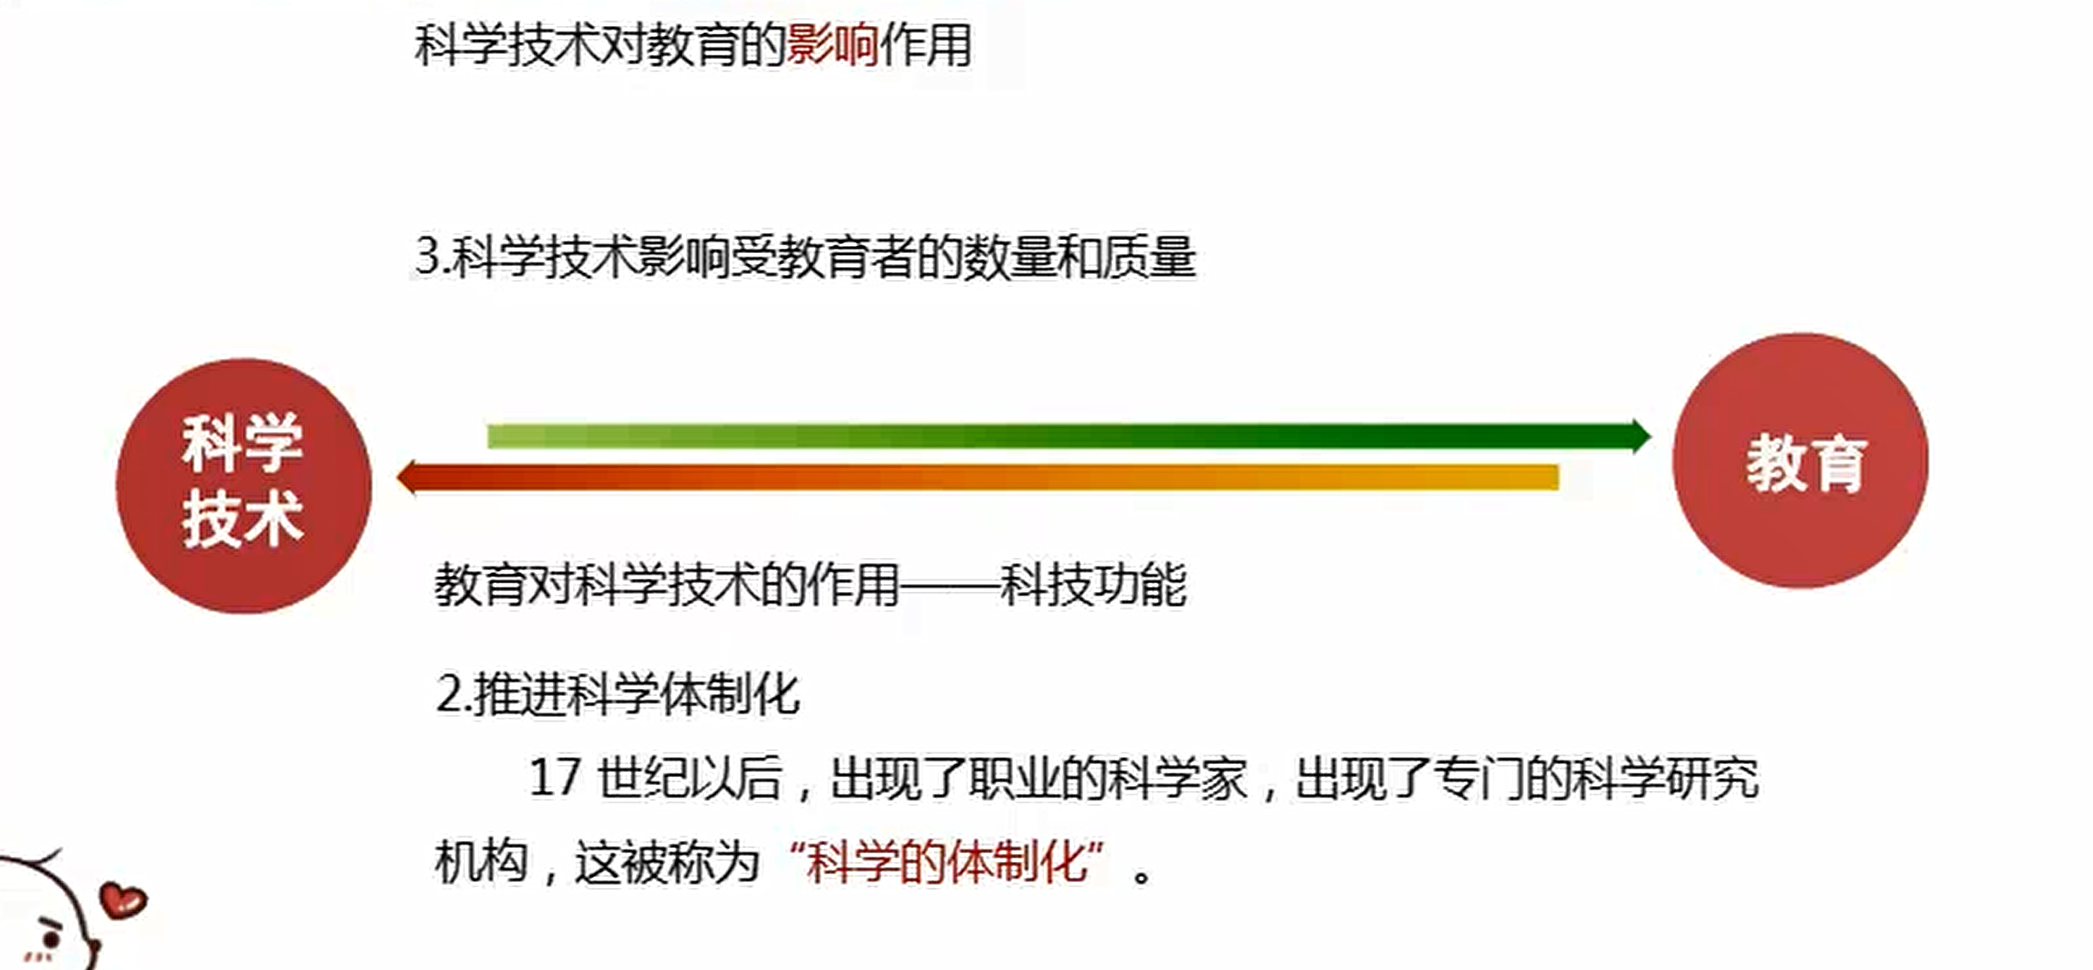 科学技术对教育的影响作用
3.科学技术影响受教育者的数量和质量
科学
技术
教育
教育对科学技术的作用——科技功能
2.推进科学体制化
17 世纪以后，出现了职业的科学家，出现了专门的科学研究
机构，这被称为“科学的体制化”。